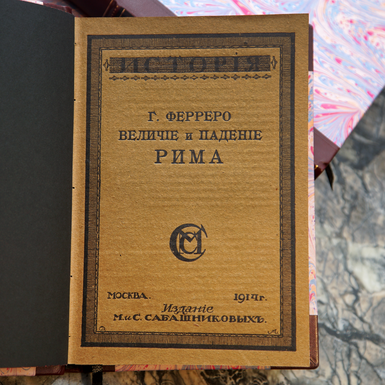 ИСТОРІЯ
Г. ФЕРРЕРО
ВЕЛИЧІЕ и ПАДЕНІЕ
РИМА
МОСКВА. 1914 г.
Изданіе
М. и С. САБАШНИКОВЫХЪ.